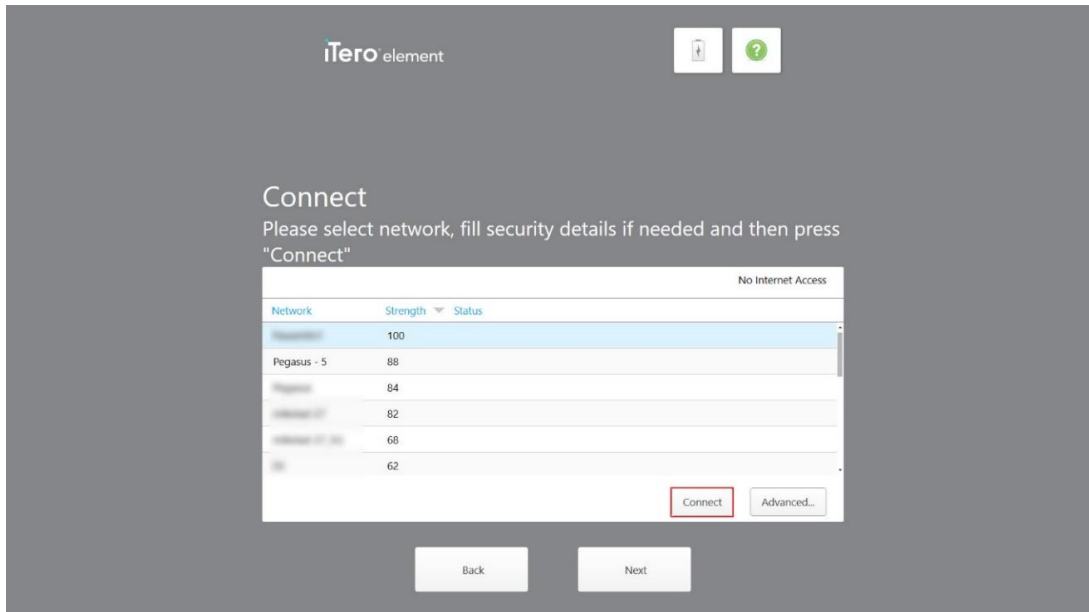 iTero element
?
Connect
Please select network, fill security details if needed and then press
"Connect"
No Internet Access
Network Strength Status
100
Pegasus - 5 88
84
82
68
62
Connect Advanced...
Back Next